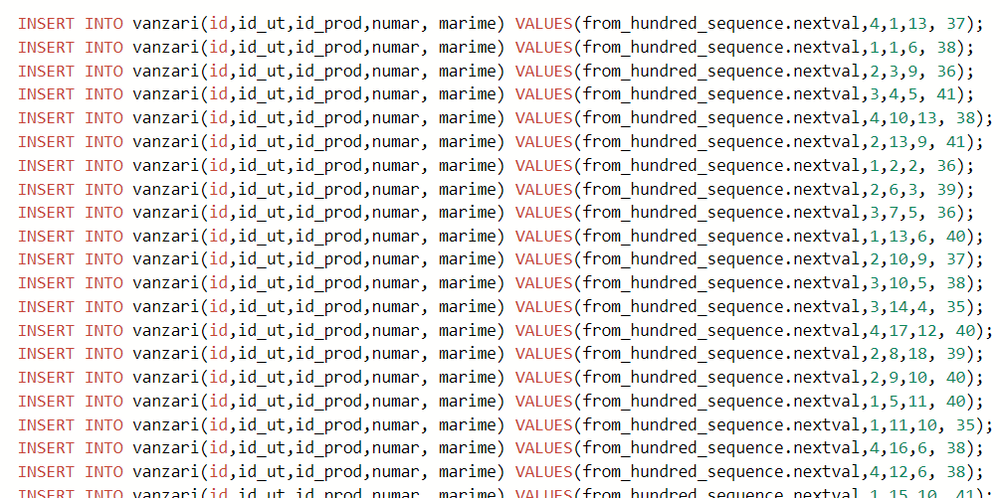 INSERT INTO vanzari(id,id_ut,id_prod,numar, marime) VALUES(from_hundred_sequence.nextval,4,1,13, 37);
INSERT INTO vanzari(id,id_ut,id_prod,numar, marime) VALUES(from_hundred_sequence.nextval,1,1,6, 38);
INSERT INTO vanzari(id,id_ut,id_prod,numar, marime) VALUES(from_hundred_sequence.nextval,2,3,9, 36);
INSERT INTO vanzari(id,id_ut,id_prod,numar, marime) VALUES(from_hundred_sequence.nextval,3,4,5, 41);
INSERT INTO vanzari(id,id_ut,id_prod,numar, marime) VALUES(from_hundred_sequence.nextval,4,10,13, 38);
INSERT INTO vanzari(id,id_ut,id_prod,numar, marime) VALUES(from_hundred_sequence.nextval,2,13,9, 41);
INSERT INTO vanzari(id,id_ut,id_prod,numar, marime) VALUES(from_hundred_sequence.nextval,1,2,2, 36);
INSERT INTO vanzari(id,id_ut,id_prod,numar, marime) VALUES(from_hundred_sequence.nextval,2,6,3, 39);
INSERT INTO vanzari(id,id_ut,id_prod,numar, marime) VALUES(from_hundred_sequence.nextval,3,7,5, 36);
INSERT INTO vanzari(id,id_ut,id_prod,numar, marime) VALUES(from_hundred_sequence.nextval,1,13,6, 40);
INSERT INTO vanzari(id,id_ut,id_prod,numar, marime) VALUES(from_hundred_sequence.nextval,2,10,9, 37);
INSERT INTO vanzari(id,id_ut,id_prod,numar, marime) VALUES(from_hundred_sequence.nextval,3,10,5, 38);
INSERT INTO vanzari(id,id_ut,id_prod,numar, marime) VALUES(from_hundred_sequence.nextval,3,14,4, 35);
INSERT INTO vanzari(id,id_ut,id_prod,numar, marime) VALUES(from_hundred_sequence.nextval,4,17,12, 40);
INSERT INTO vanzari(id,id_ut,id_prod,numar, marime) VALUES(from_hundred_sequence.nextval,2,8,18, 39);
INSERT INTO vanzari(id,id_ut,id_prod,numar, marime) VALUES(from_hundred_sequence.nextval,2,9,10, 40);
INSERT INTO vanzari(id,id_ut,id_prod,numar, marime) VALUES(from_hundred_sequence.nextval,1,5,11, 40);
INSERT INTO vanzari(id,id_ut,id_prod,numar, marime) VALUES(from_hundred_sequence.nextval,1,11,10, 35);
INSERT INTO vanzari(id,id_ut,id_prod,numar, marime) VALUES(from_hundred_sequence.nextval,4,16,6, 38);
INSERT INTO vanzari(id,id_ut,id_prod,numar, marime) VALUES(from_hundred_sequence.nextval,4,12,6, 38);
INSERT INTO vanzari(id,id_ut,id_prod,numar, marime) VALUES(from_hundred_sequence.nextval,1,15,10, 41);